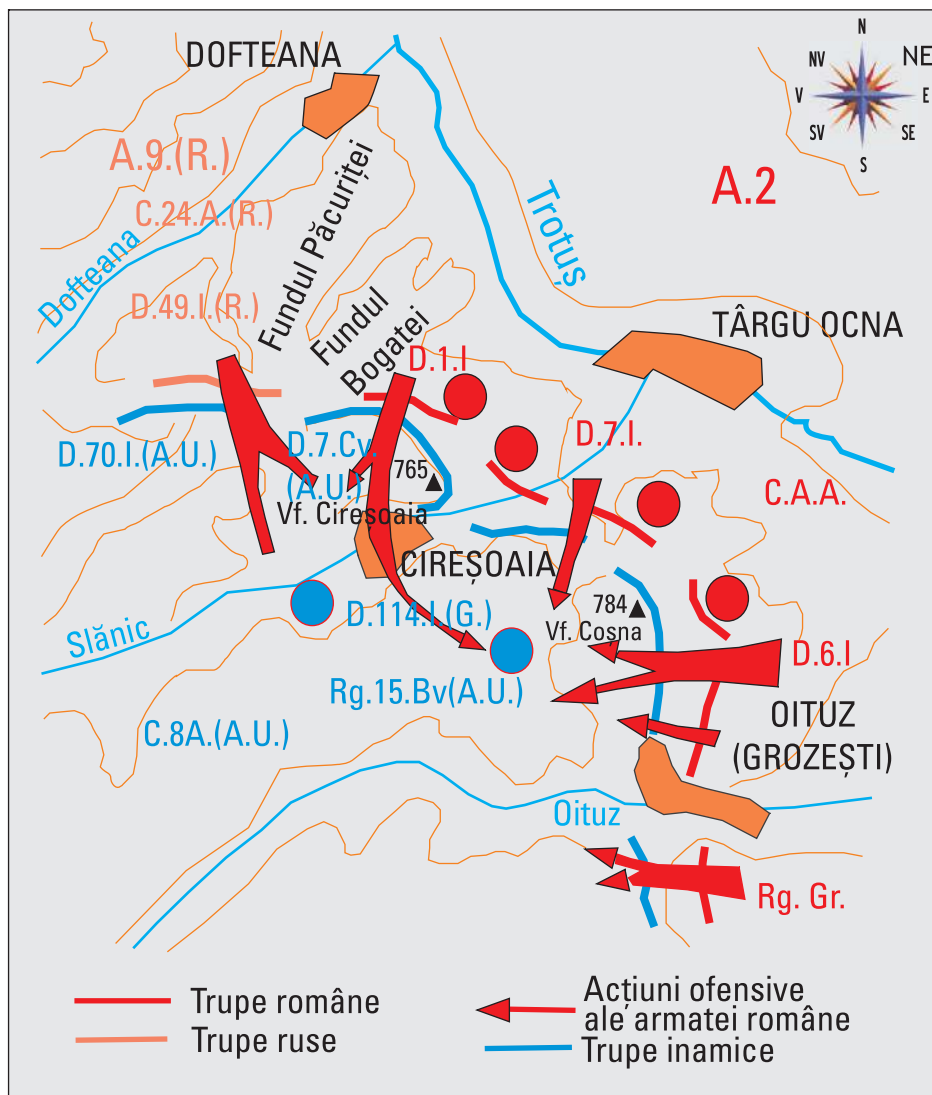 DOFTEANA
N
NV
NE
V
E
SV
SE
S
A.9.(R.)
A.2
C.24.A.(R.)
Fundul Păcuriței
Trotuș
Dofteana
D.49.I.(R.)
Fundul
Bogatei
TÂRGU OCNA
D.1.I
D.7.I.
D.70.I.(A.U.)
D.7.Cv.
(A.U.)
765
C.A.A.
Vf. Cireșoaia
CIREȘOAIA
784
Vf. Coșna
D.114.I.(G.)
Slănic
D.6.I
Rg.15.Bv(A.U.)
C.8A.(A.U.)
OITUZ
(GROZEȘTI)
Oituz
Rg. Gr.
Trupe române
Trupe ruse
Acțiuni ofensive
ale armatei române
Trupe inamice